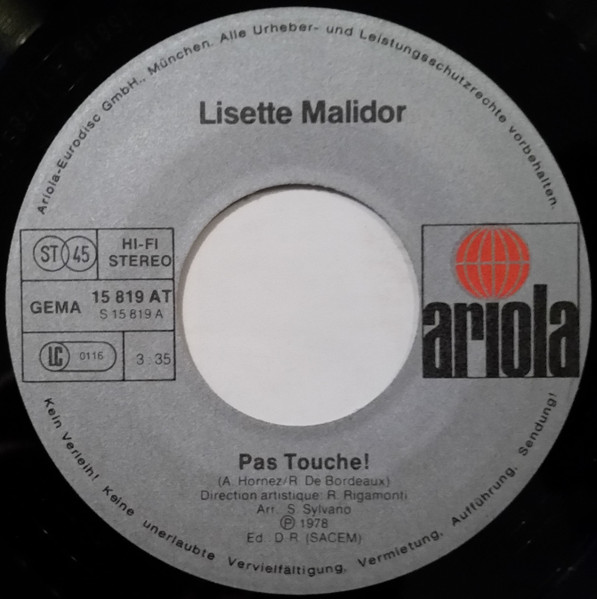 Ariola-Eurodisc GmbH., München. Alle Urheber- und Leistungsschutzrechte vorbehalten.
Lisette Malidor
ST 45
HI-FI
STEREO
GEMA
15 819 AT
S 15 819 A
LC 0116
3.35
ariola
Pas Touche!
(A. Hornez/R. De Bordeaux)
Direction artistique: R. Rigamonti
Arr. S. Sylvano
Ⓟ 1978
Ed. D.R. (SACEM)
Kein Verleih! Keine unerlaubte Vervielfältigung, Vermietung, Aufführung, Sendung!